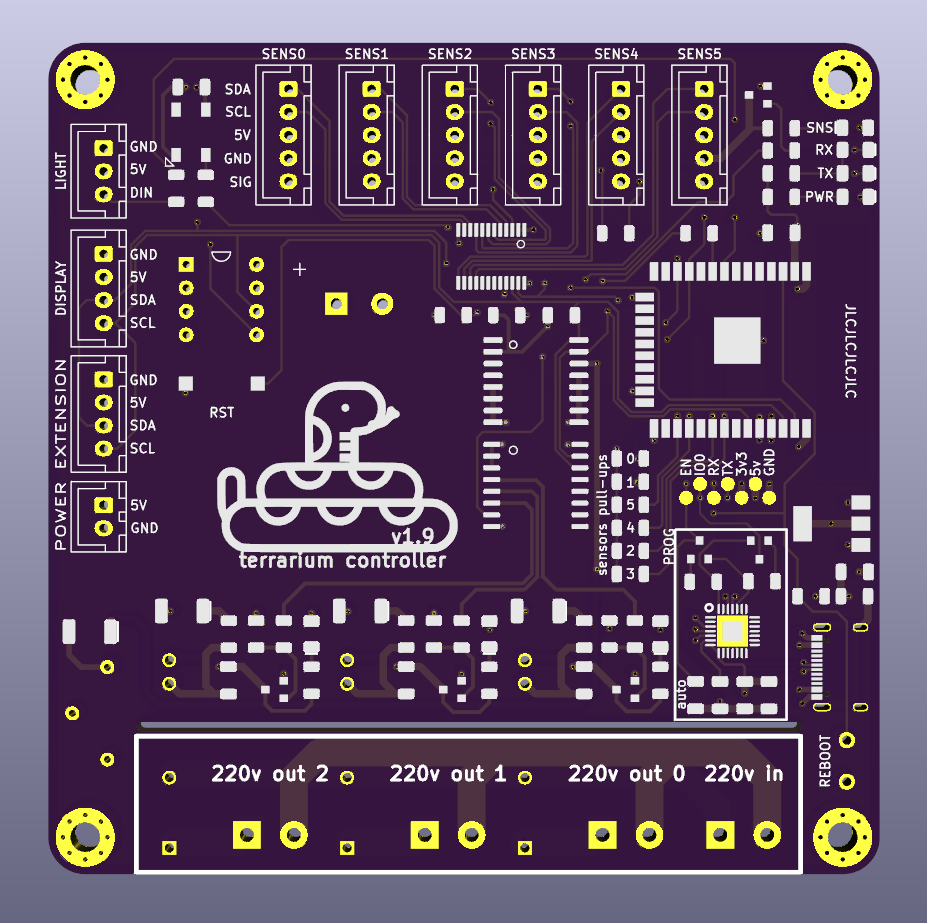 SENS0 SENS1 SENS2 SENS3 SENS4 SENS5
SDA
SCL
5V
GND
SIG
LIGHT
GND
5V
DIN
SNS
RX
TX
PWR
DISPLAY
GND
5V
SDA
SCL
EXTENSION
GND
5V
SDA
SCL
RST
JLCJLCJLCJLC
POWER
5V
GND
v1.9
terrarium controller
sensors pull-ups
0
1
5
4
2
3
EN
IO0
RX
TX
3v3
5v
GND
PROG
auto
REBOOT
220v out 2 220v out 1 220v out 0 220v in